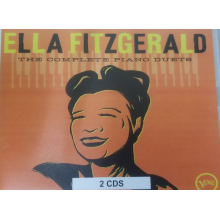 ELLA FITZGERALD
THE COMPLETE PIANO DUETS
2 CDS
Verve